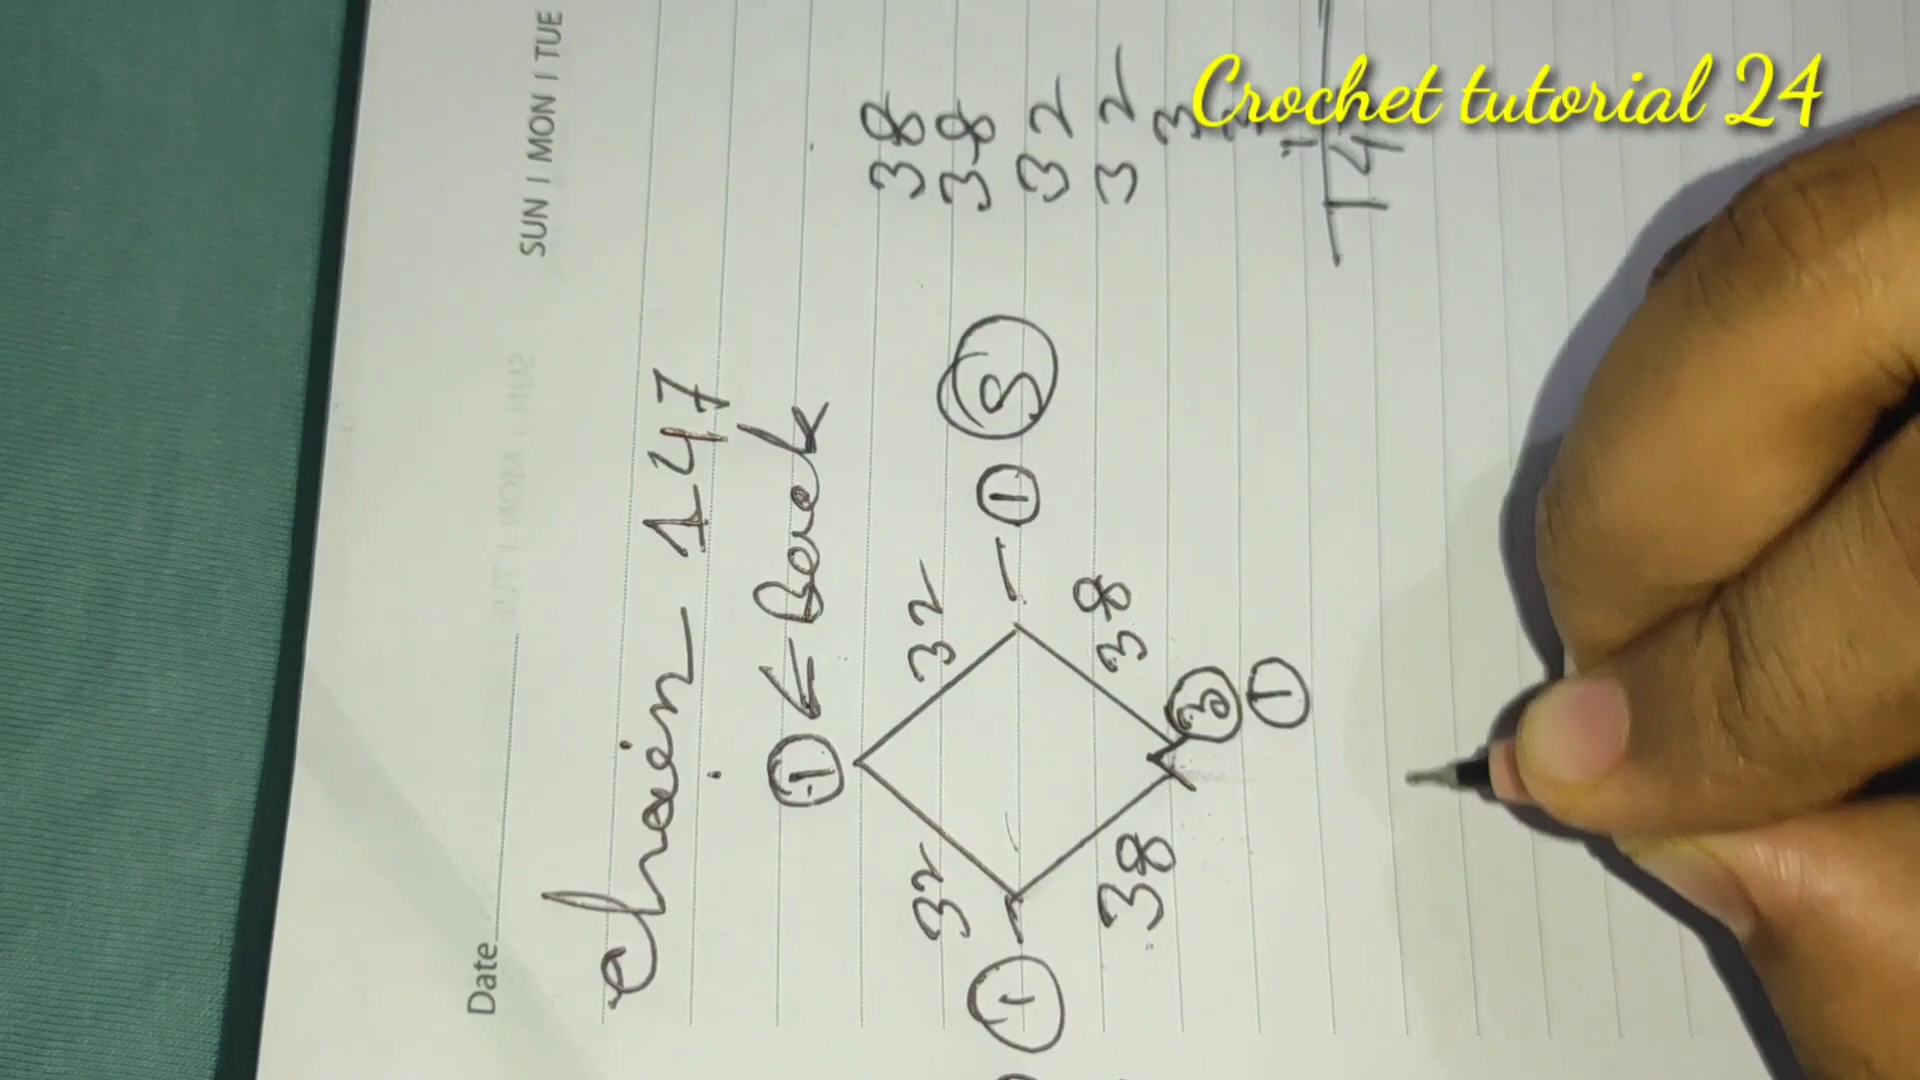 Crochet tutorial 24
Date
SUN I MON I TUE
chain - 147
① ← Back
32 32
① ① ③
38 38
③ ①
38
38
32
32
3
1